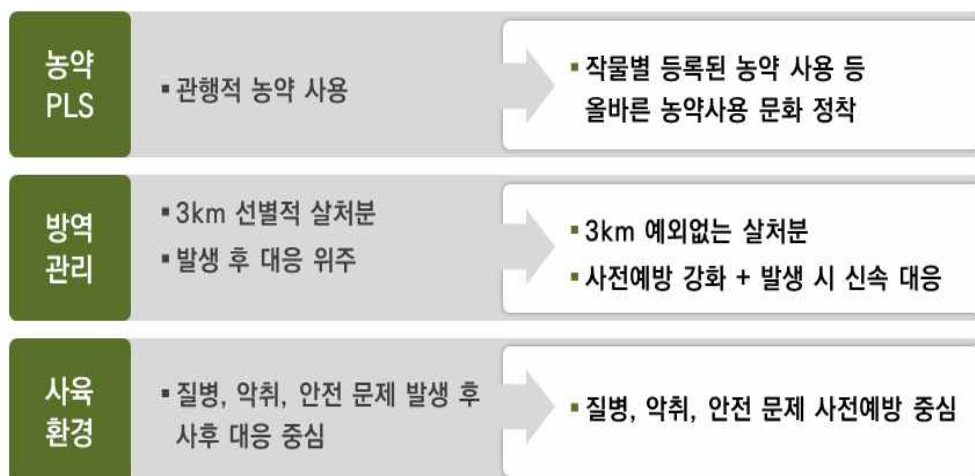 농약
PLS
▪ 관행적 농약 사용
▪ 작물별 등록된 농약 사용 등
올바른 농약사용 문화 정착
방역
관리
▪ 3km 선별적 살처분
▪ 발생 후 대응 위주
▪ 3km 예외없는 살처분
▪ 사전예방 강화 + 발생 시 신속 대응
사육
환경
▪ 질병, 악취, 안전 문제 발생 후
사후 대응 중심
▪ 질병, 악취, 안전 문제 사전예방 중심